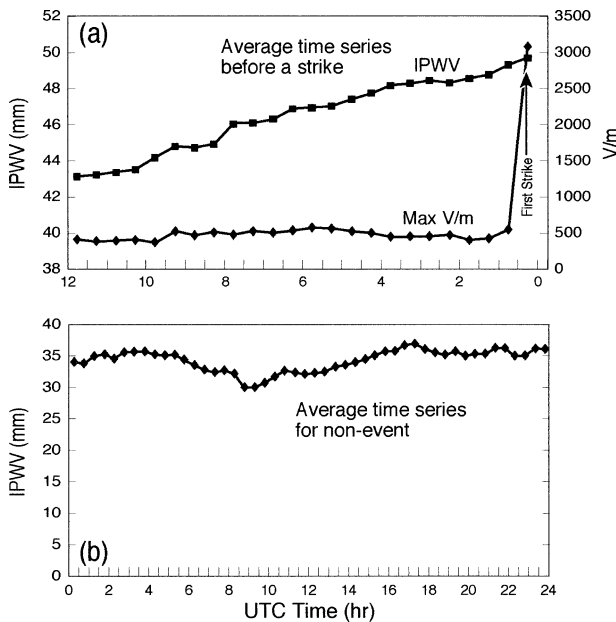 (a)
Average time series
before a strike
IPWV
Max V/m
First Strike
IPWV (mm)
52
50
48
46
44
42
40
38
V/m
3500
3000
2500
2000
1500
1000
500
0
12 10 8 6 4 2 0
(b)
Average time series
for non-event
IPWV (mm)
40
35
30
25
20
15
10
5
0
0 2 4 6 8 10 12 14 16 18 20 22 24
UTC Time (hr)